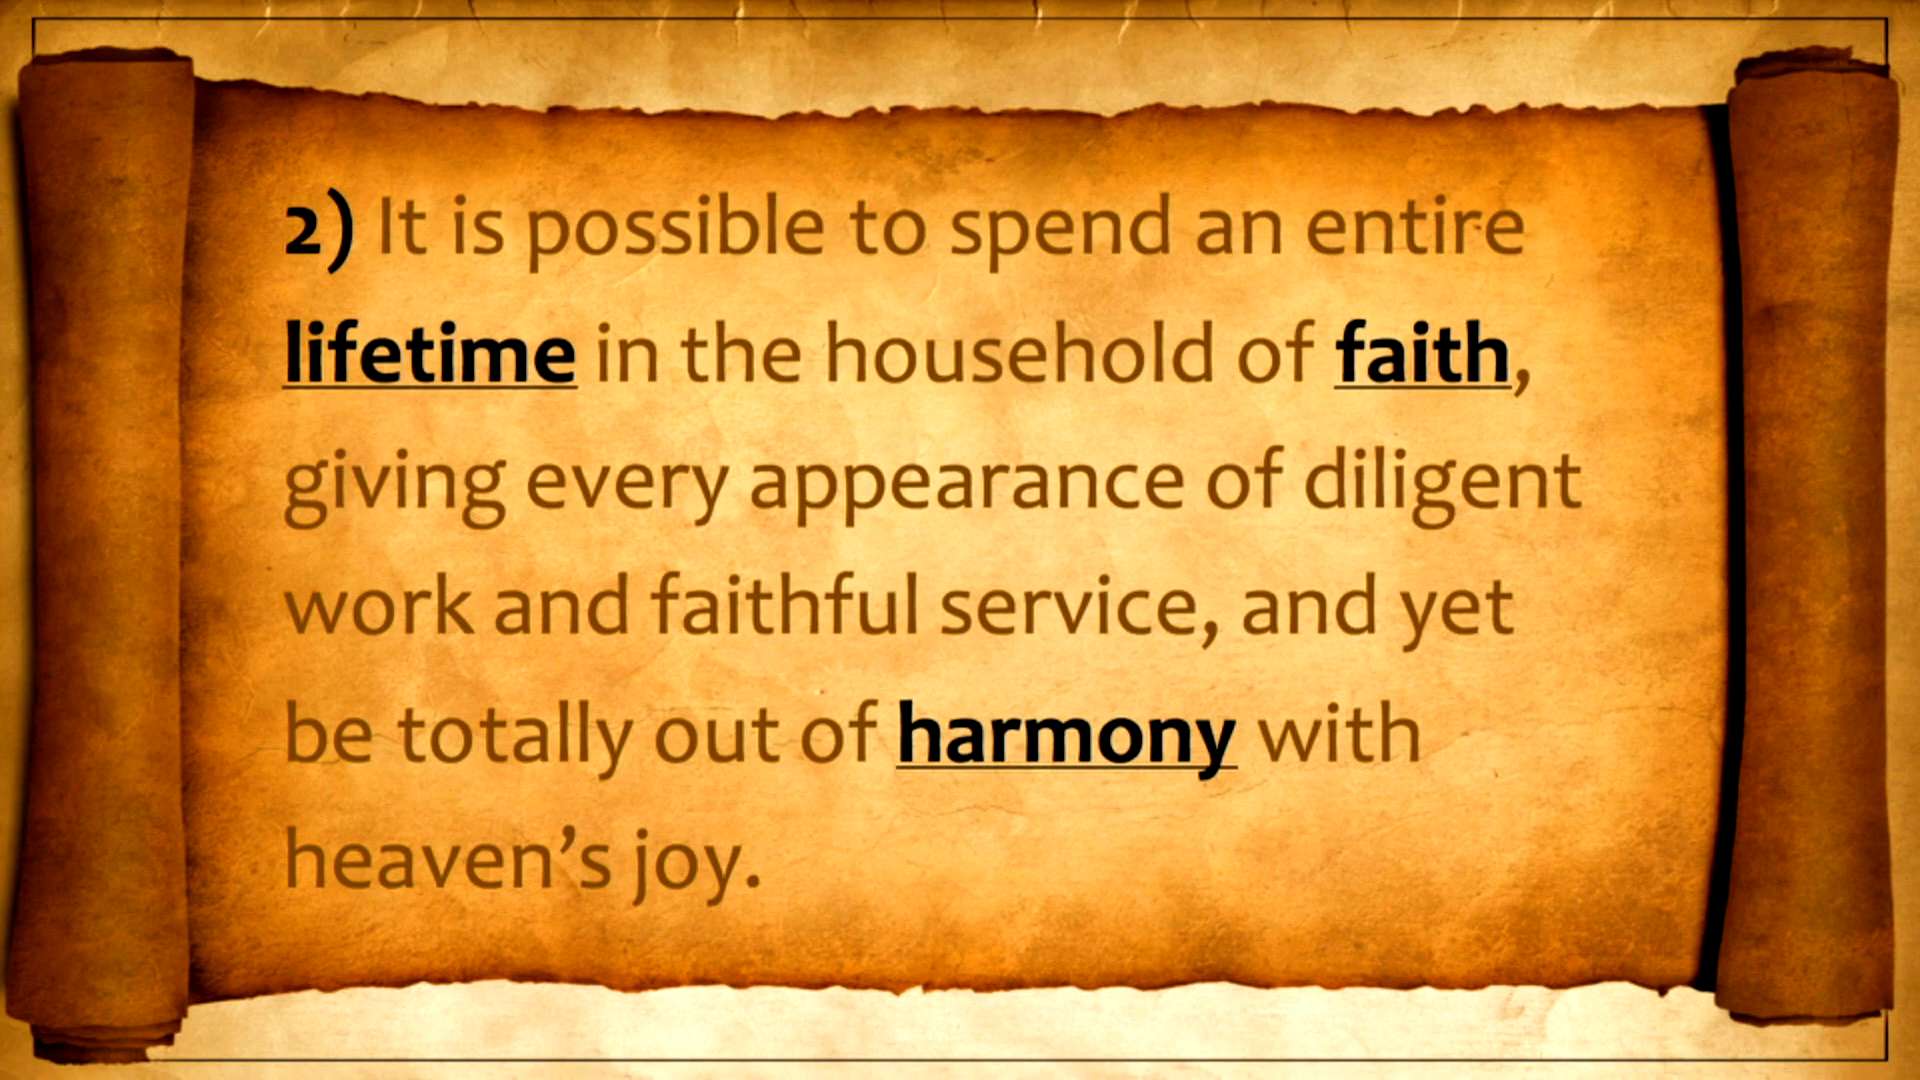 2) It is possible to spend an entire
lifetime in the household of faith,
giving every appearance of diligent
work and faithful service, and yet
be totally out of harmony with
heaven’s joy.